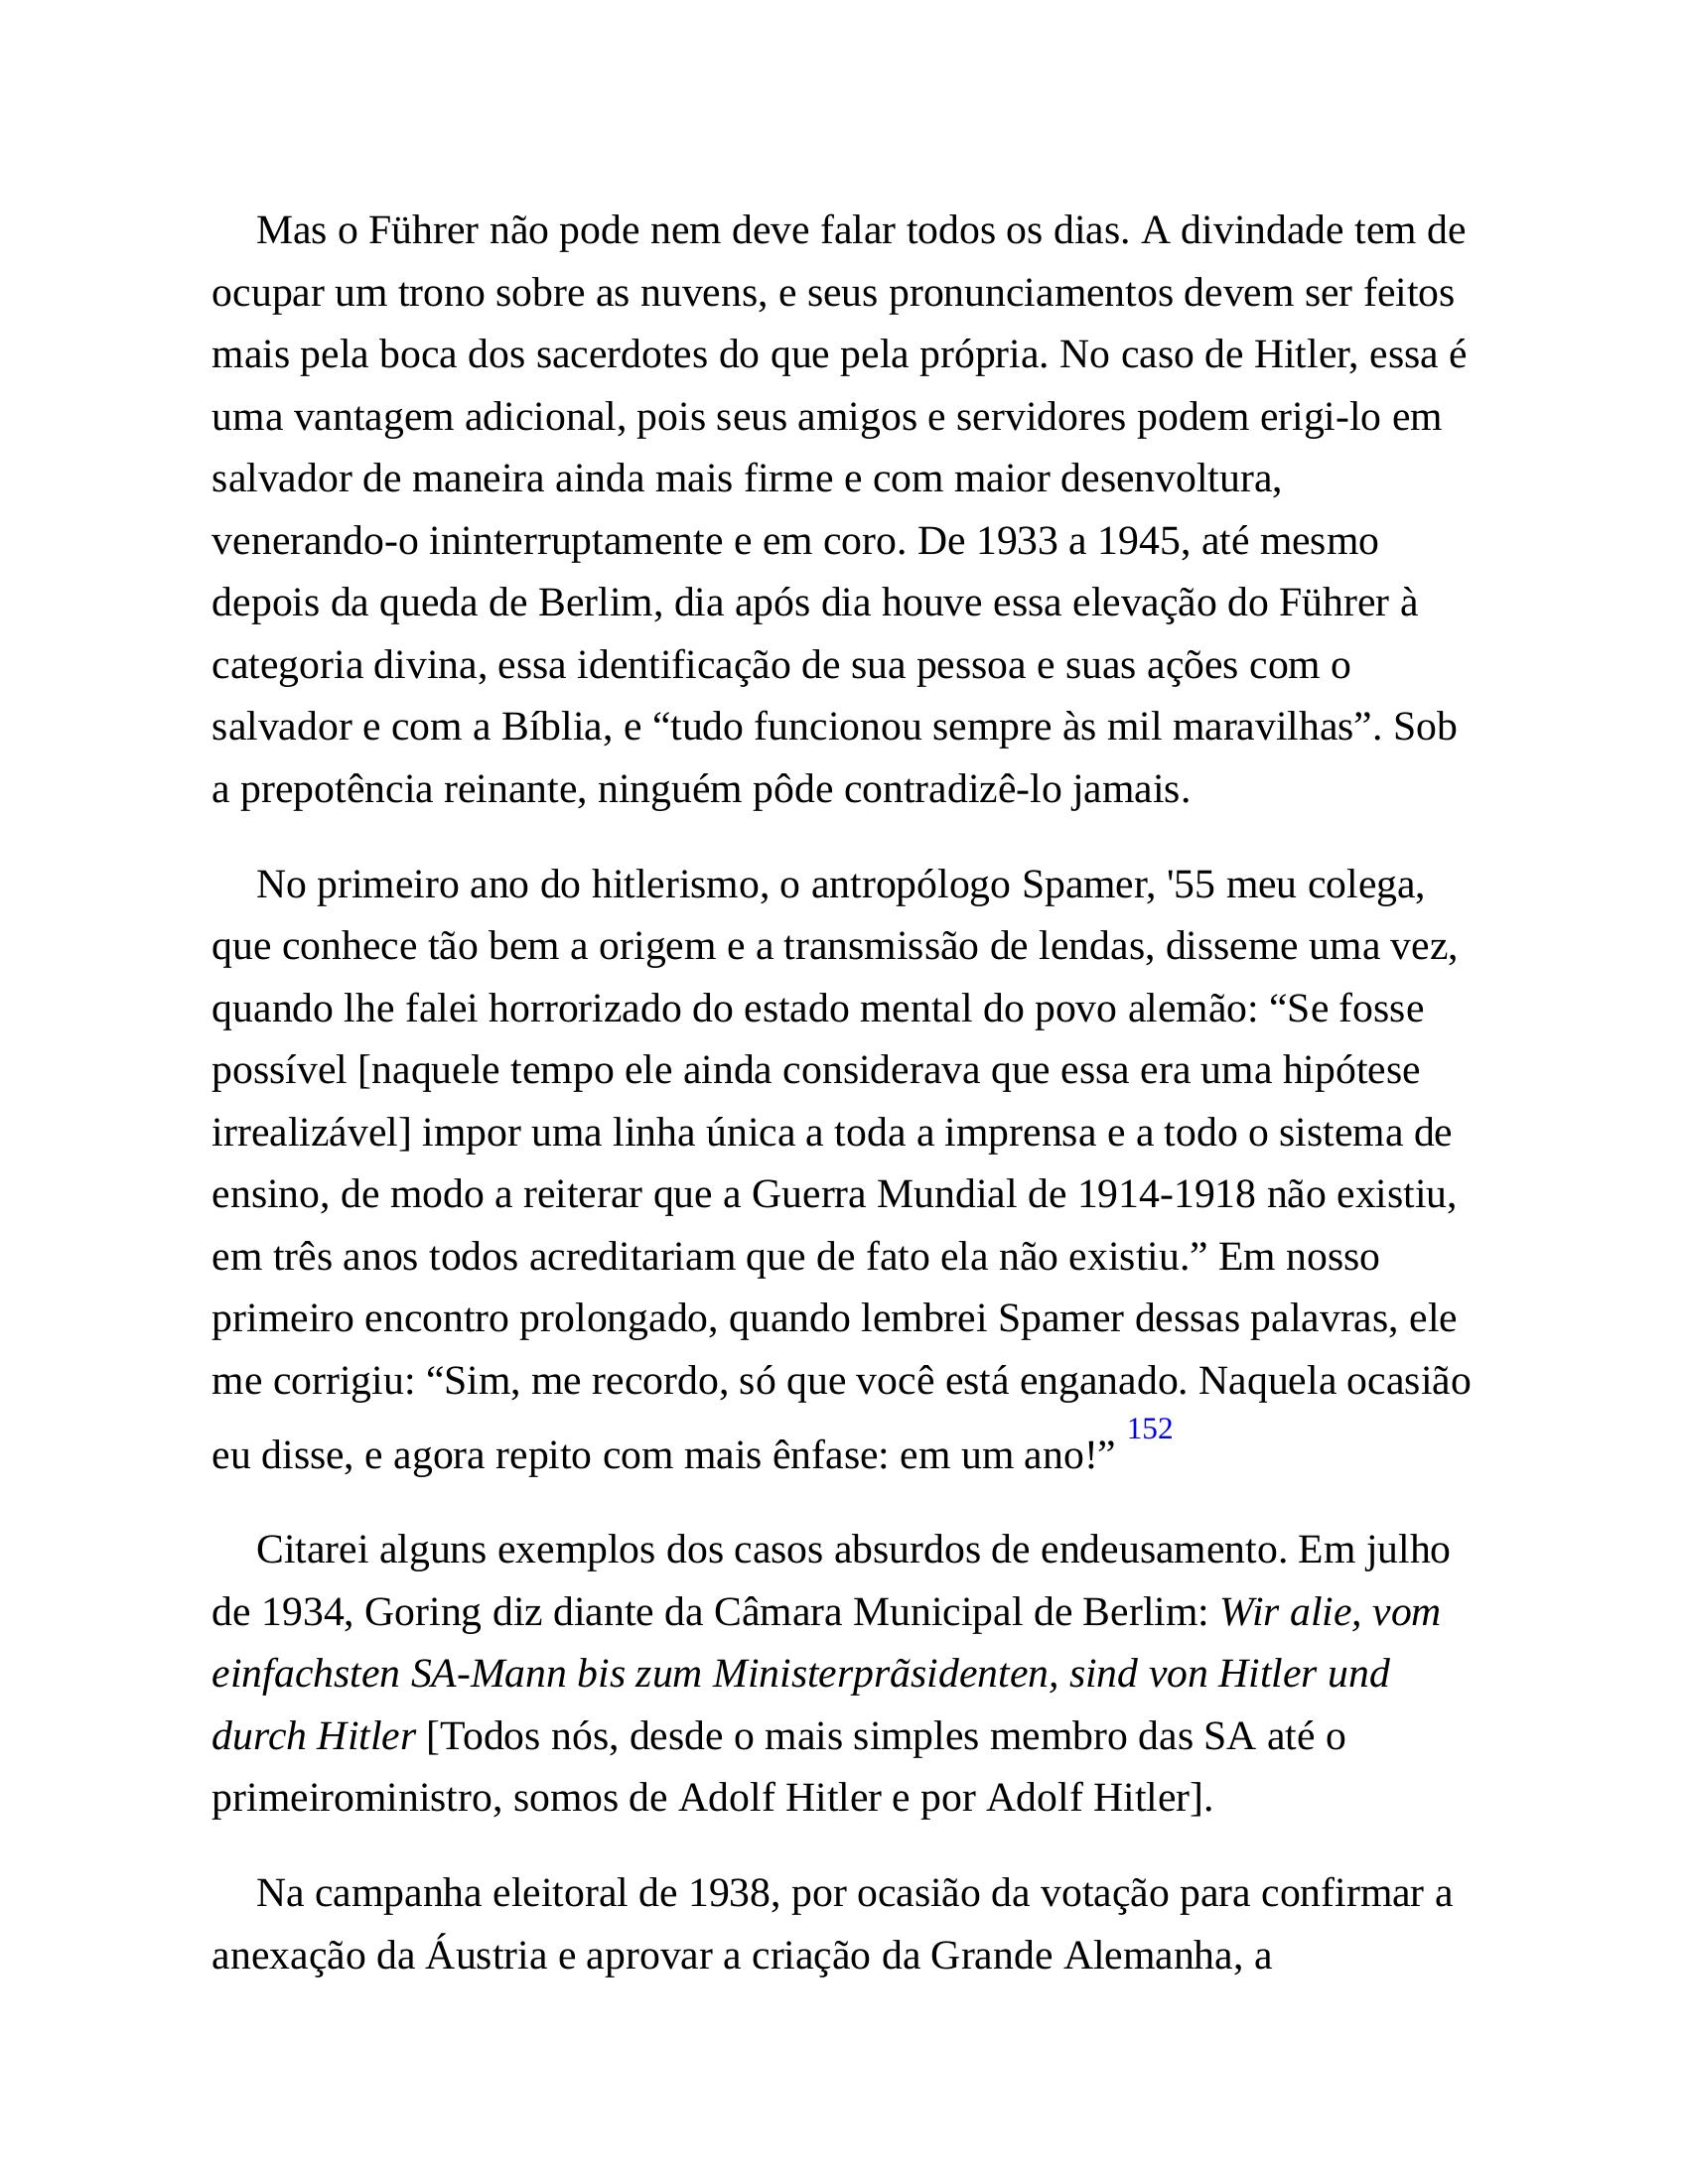 Mas o Führer não pode nem deve falar todos os dias. A divindade tem de
ocupar um trono sobre as nuvens, e seus pronunciamentos devem ser feitos
mais pela boca dos sacerdotes do que pela própria. No caso de Hitler, essa é
uma vantagem adicional, pois seus amigos e servidores podem erigi-lo em
salvador de maneira ainda mais firme e com maior desenvoltura,
venerando-o ininterruptamente e em coro. De 1933 a 1945, até mesmo
depois da queda de Berlim, dia após dia houve essa elevação do Führer à
categoria divina, essa identificação de sua pessoa e suas ações com o
salvador e com a Bíblia, e “tudo funcionou sempre às mil maravilhas”. Sob
a prepotência reinante, ninguém pôde contradizê-lo jamais.
No primeiro ano do hitlerismo, o antropólogo Spamer, '55 meu colega,
que conhece tão bem a origem e a transmissão de lendas, disseme uma vez,
quando lhe falei horrorizado do estado mental do povo alemão: “Se fosse
possível [naquele tempo ele ainda considerava que essa era uma hipótese
irrealizável] impor uma linha única a toda a imprensa e a todo o sistema de
ensino, de modo a reiterar que a Guerra Mundial de 1914-1918 não existiu,
em três anos todos acreditariam que de fato ela não existiu.” Em nosso
primeiro encontro prolongado, quando lembrei Spamer dessas palavras, ele
me corrigiu: “Sim, me recordo, só que você está enganado. Naquela ocasião
eu disse, e agora repito com mais ênfase: em um ano!” 152
Citarei alguns exemplos dos casos absurdos de endeusamento. Em julho
de 1934, Goring diz diante da Câmara Municipal de Berlim: Wir alie, vom
einfachsten SA-Mann bis zum Ministerprãsidenten, sind von Hitler und
durch Hitler [Todos nós, desde o mais simples membro das SA até o
primeiroministro, somos de Adolf Hitler e por Adolf Hitler].
Na campanha eleitoral de 1938, por ocasião da votação para confirmar a
anexação da Áustria e aprovar a criação da Grande Alemanha, a